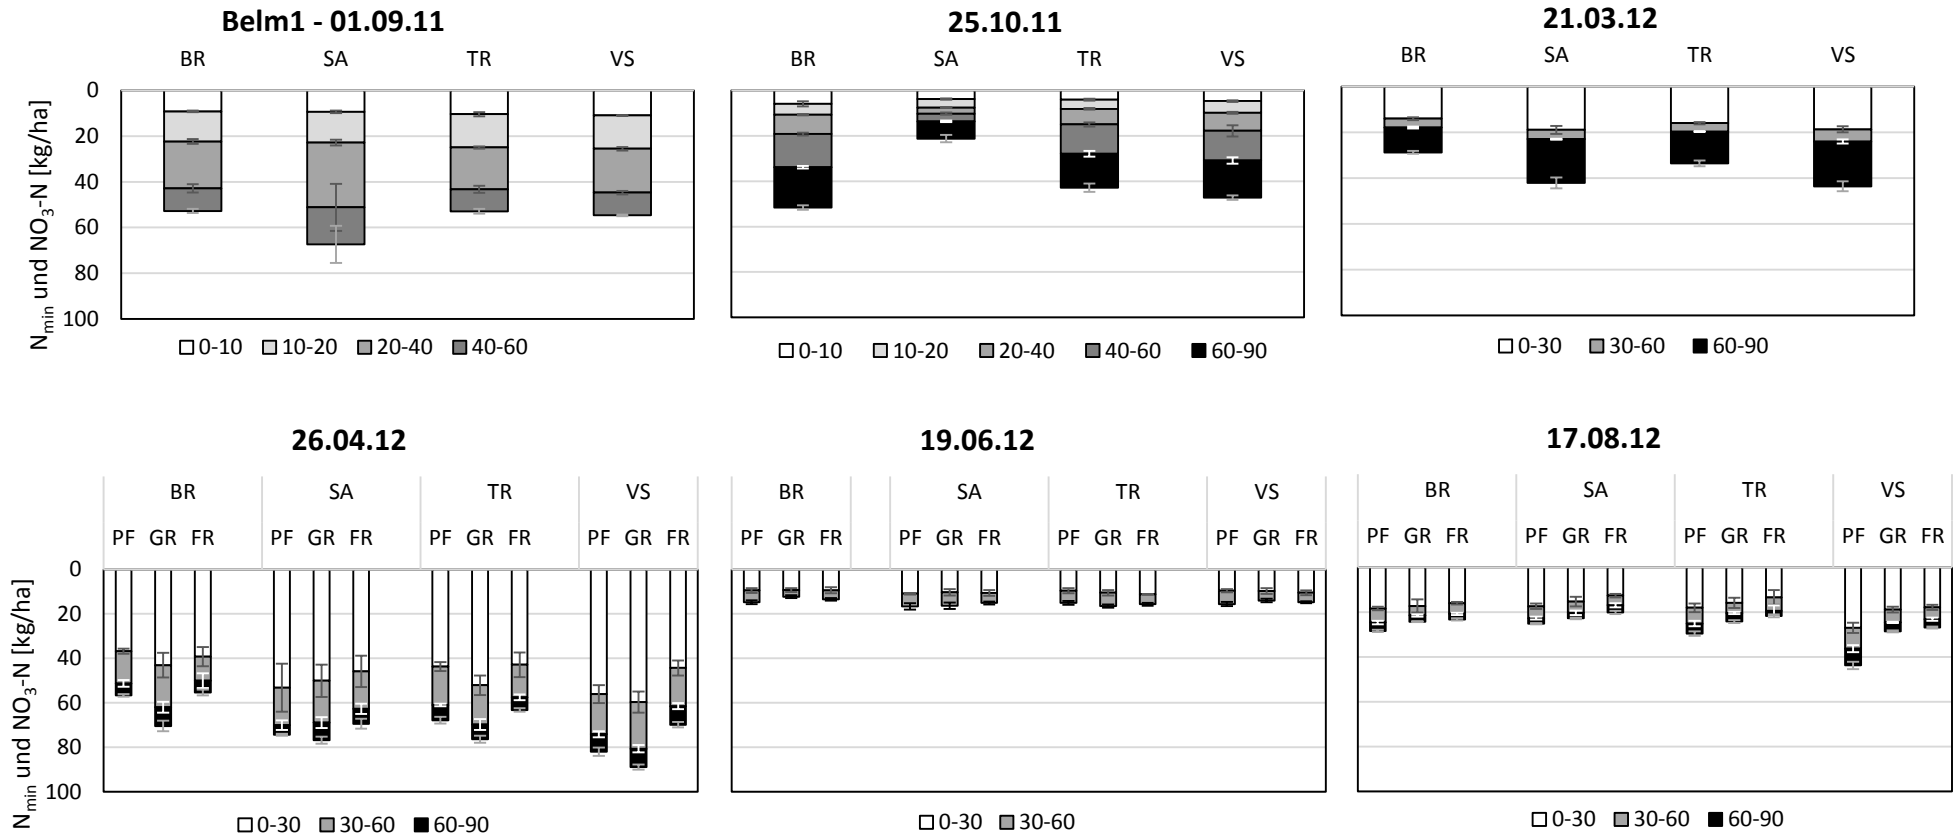 Belm1 - 01.09.11
25.10.11
21.03.12
BR SA TR VS
BR SA TR VS
BR SA TR VS
N_min und NO_3-N [kg/ha]
0
20
40
60
80
100
0-10 10-20 20-40 40-60
0-10 10-20 20-40 40-60 60-90
0-30 30-60 60-90
26.04.12
19.06.12
17.08.12
BR SA TR VS
BR SA TR VS
BR SA TR VS
PF GR FR PF GR FR PF GR FR PF GR FR
PF GR FR PF GR FR PF GR FR PF GR FR
PF GR FR PF GR FR PF GR FR PF GR FR
N_min und NO_3-N [kg/ha]
0
20
40
60
80
100
0-30 30-60 60-90
0-30 30-60
0-30 30-60 60-90